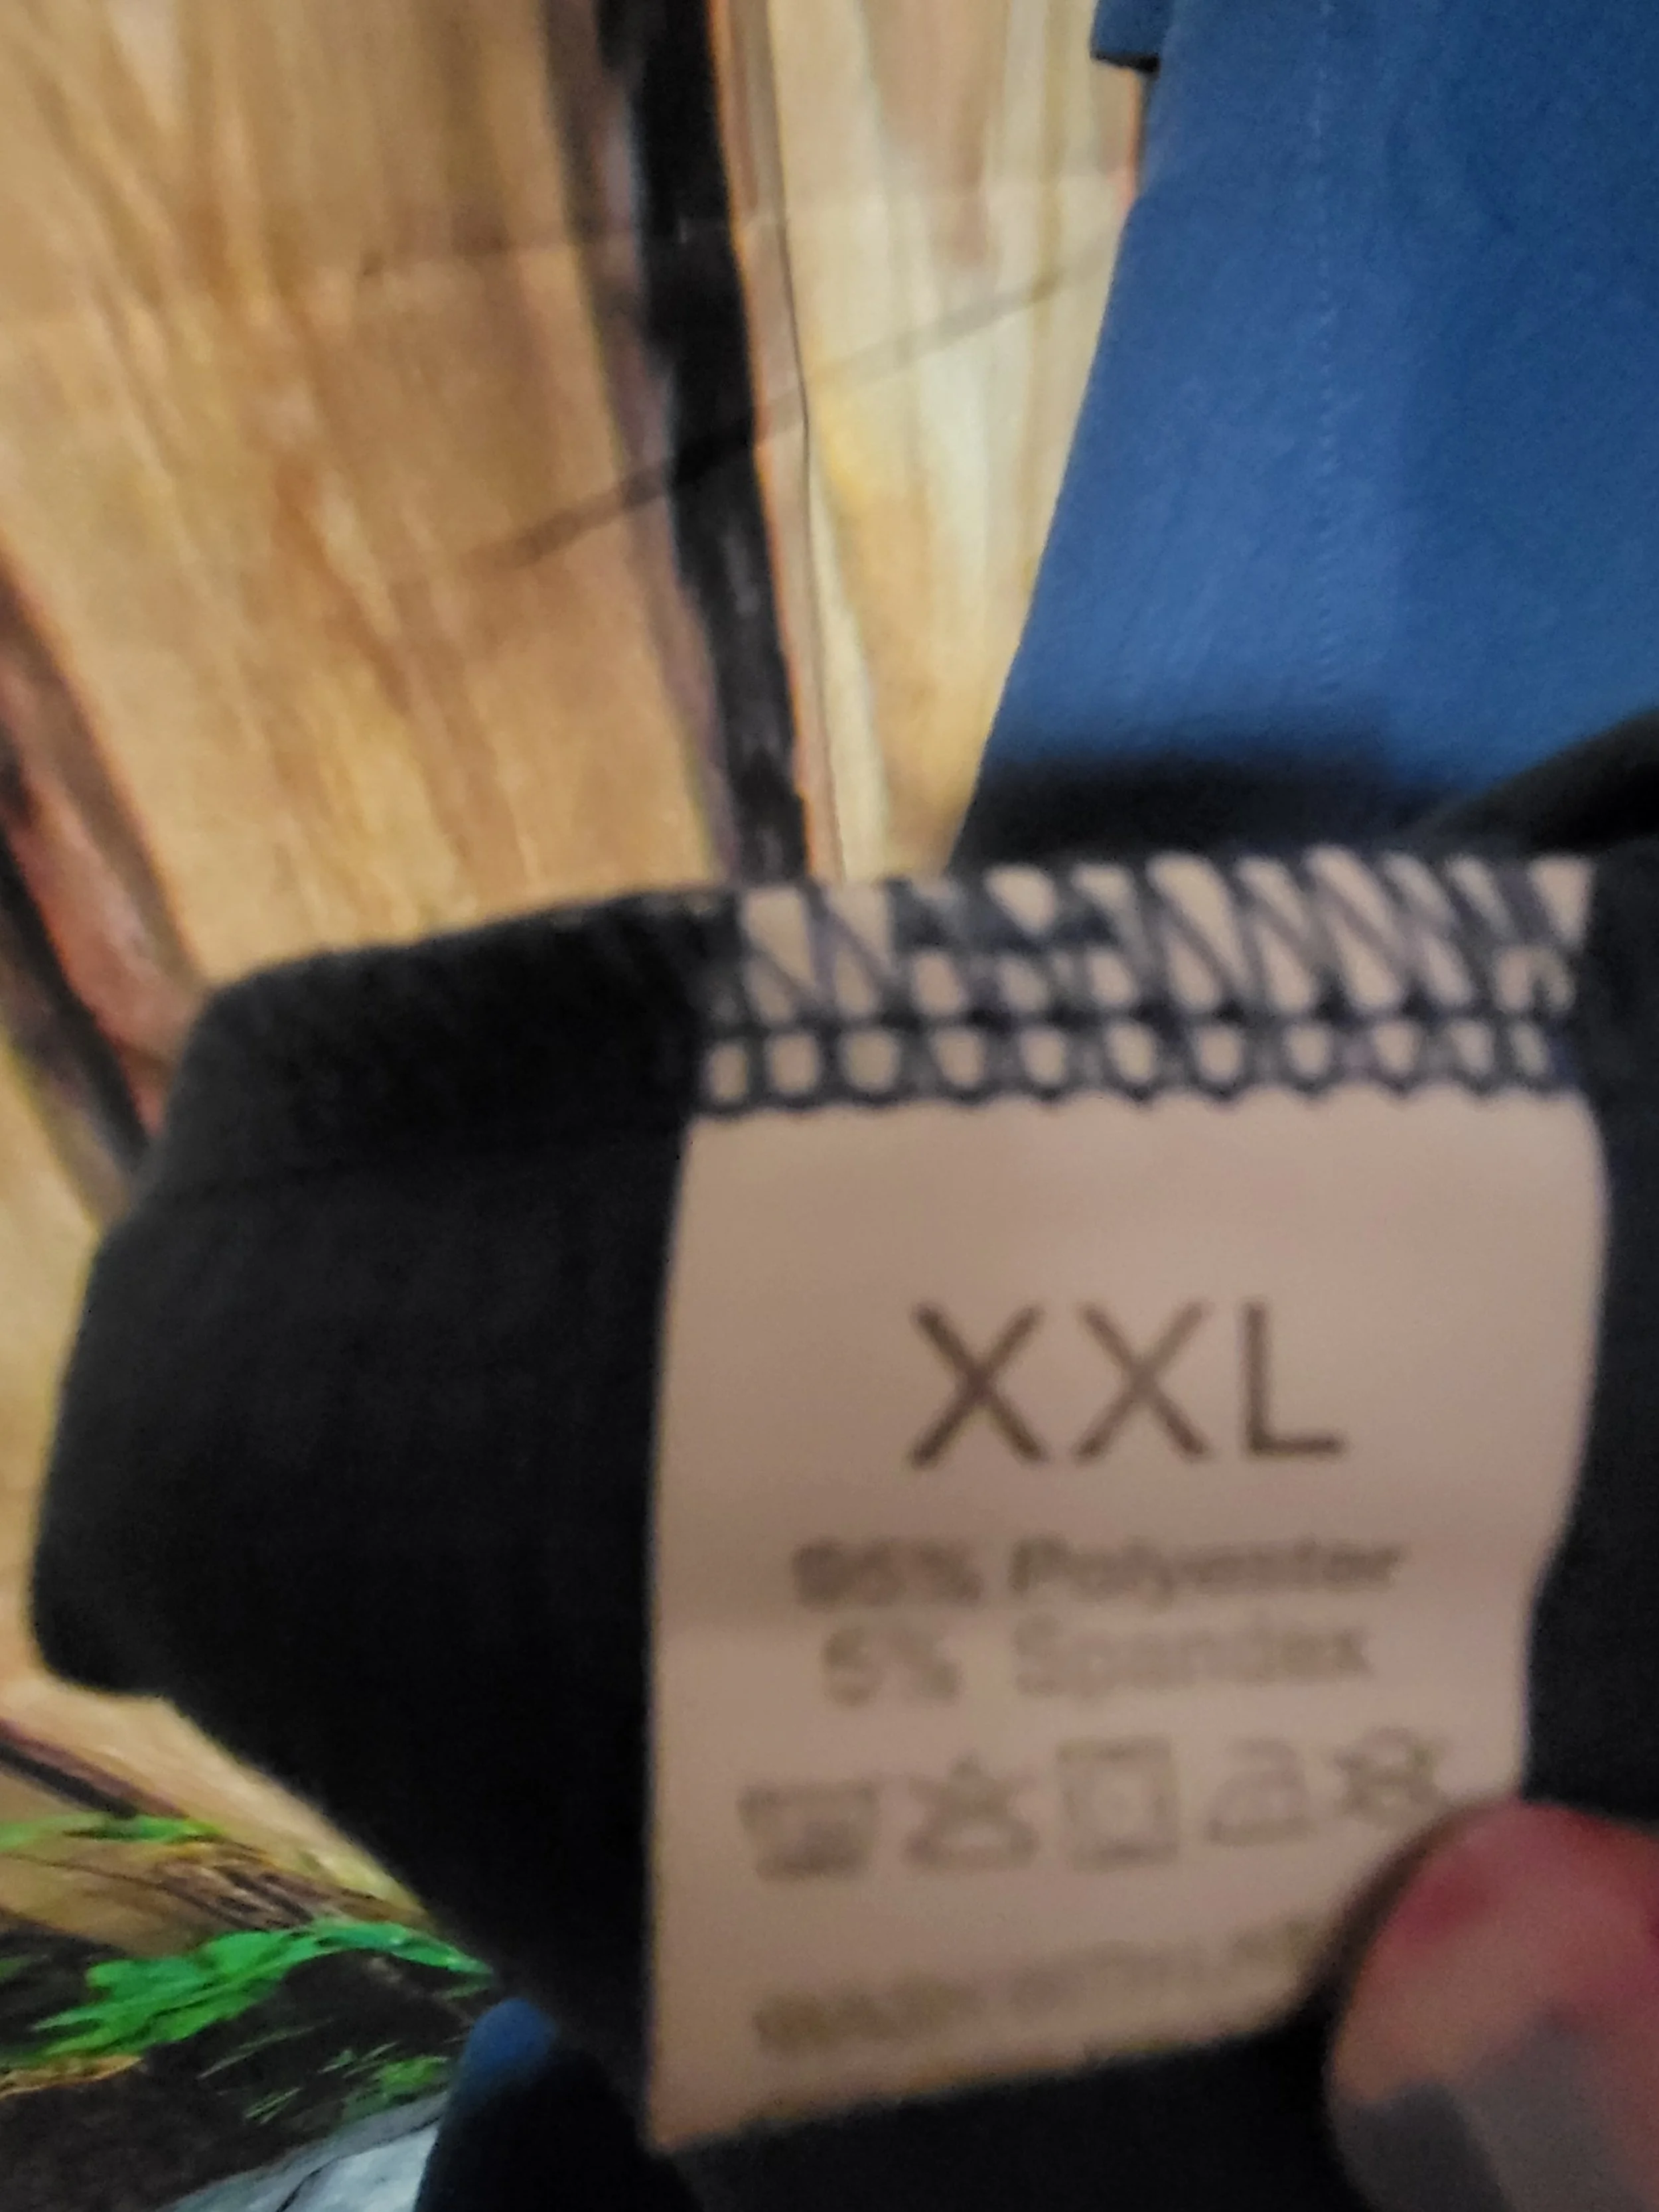 XXL
95% Polyester
5% Spandex